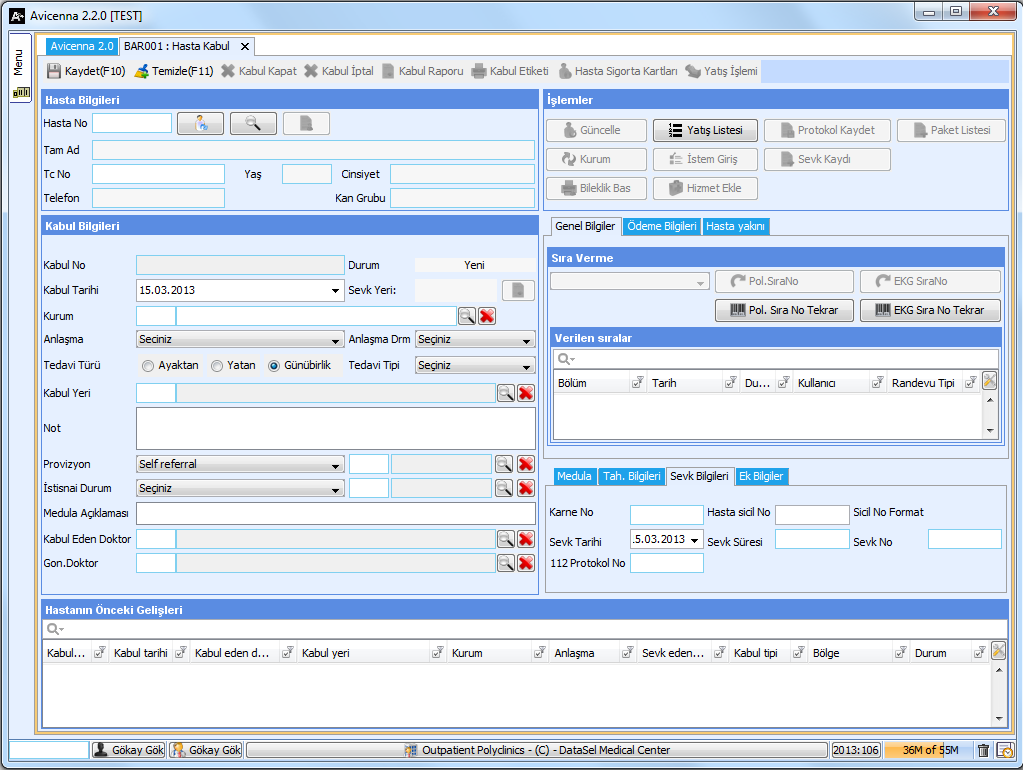 Avicenna 2.2.0 [TEST]
Menu
Avicenna 2.0 BAR001 : Hasta Kabul
Kaydet(F10) Temizle(F11) Kabul Kapat Kabul İptal Kabul Raporu Kabul Etiketi Hasta Sigorta Kartları Yatış İşlemi
Hasta Bilgileri
Hasta No
Tam Ad
Tc No Yaş Cinsiyet
Telefon Kan Grubu
İşlemler
Güncelle Yatış Listesi Protokol Kaydet Paket Listesi
Kurum İstem Giriş Sevk Kaydı
Bileklik Bas Hizmet Ekle
Kabul Bilgileri
Kabul No Durum Yeni
Kabul Tarihi 15.03.2013 Sevk Yeri:
Kurum
Anlaşma Seçiniz Anlaşma Drm Seçiniz
Tedavi Türü Ayaktan Yatan Günübirlik Tedavi Tipi Seçiniz
Kabul Yeri
Not
Provizyon Self referral
İstisnai Durum Seçiniz
Medula Açıklaması
Kabul Eden Doktor
Gon.Doktor
Genel Bilgiler Ödeme Bilgileri Hasta yakını
Sıra Verme
Pol.SıraNo EKG SıraNo
Pol. Sıra No Tekrar EKG Sıra No Tekrar
Verilen sıralar
Bölüm Tarih Du... Kullanıcı Randevu Tipi
Medula Tah. Bilgileri Sevk Bilgileri Ek Bilgiler
Karne No Hasta sicil No Sicil No Format
Sevk Tarihi .5.03.2013 Sevk Süresi Sevk No
112 Protokol No
Hastanın Önceki Gelişleri
Kabul... Kabul tarihi Kabul eden d... Kabul yeri Kurum Anlaşma Sevk eden... Kabul tipi Bölge Durum
Gökay Gök Gökay Gök Outpatient Polyclinics - (C) - DataSel Medical Center 2013:106 36M of 55M